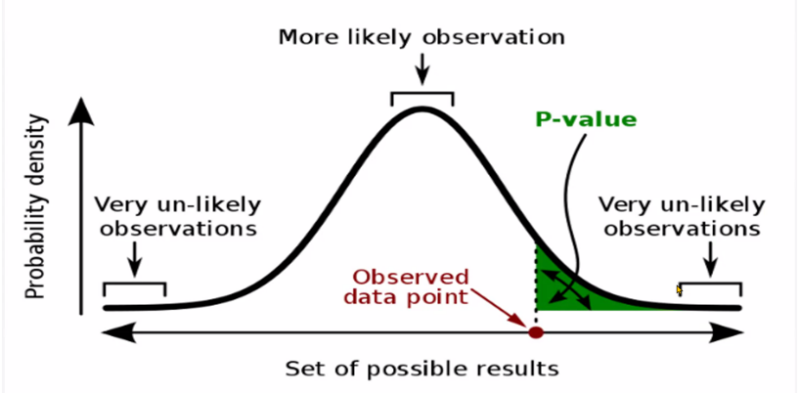 More likely observation
P-value
Probability density
Very un-likely
observations
Very un-likely
observations
Observed
data point
Set of possible results